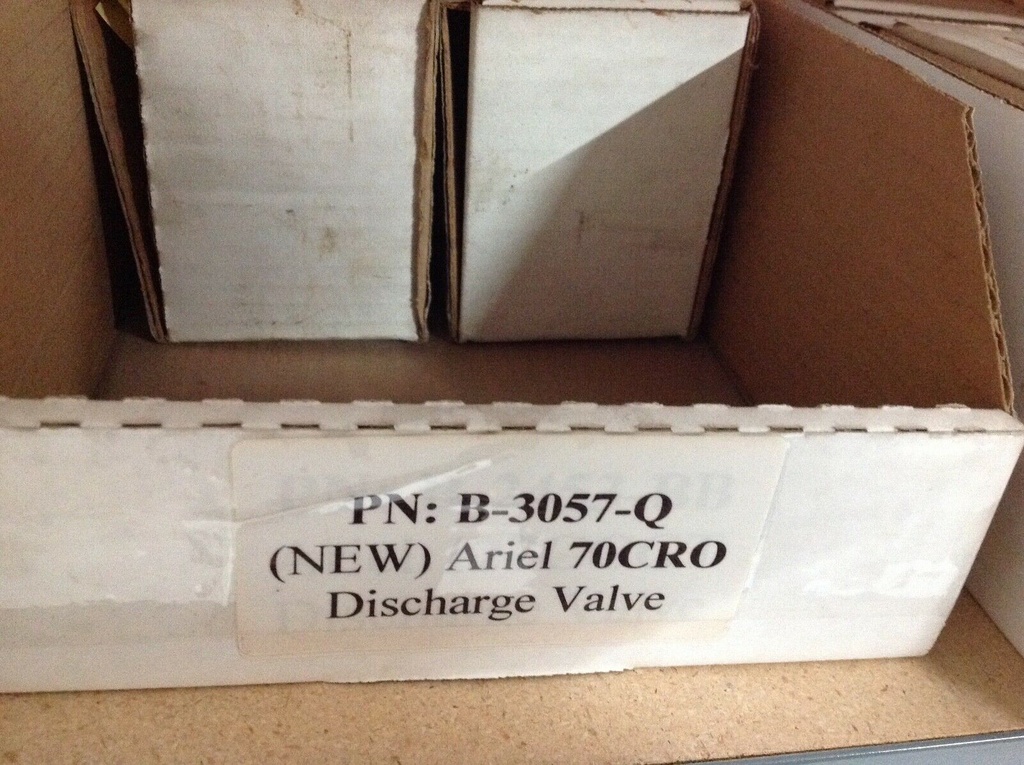 PN: B-3057-Q
(NEW) Ariel 70CRO
Discharge Valve